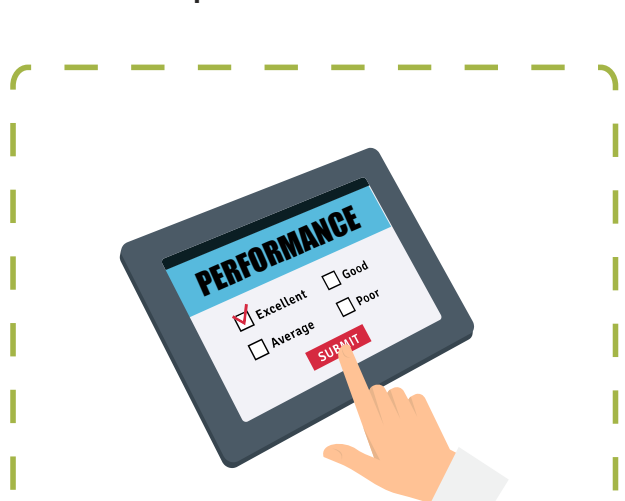 PERFORMANCE
Excellent
Good
Average
Poor
SUBMIT